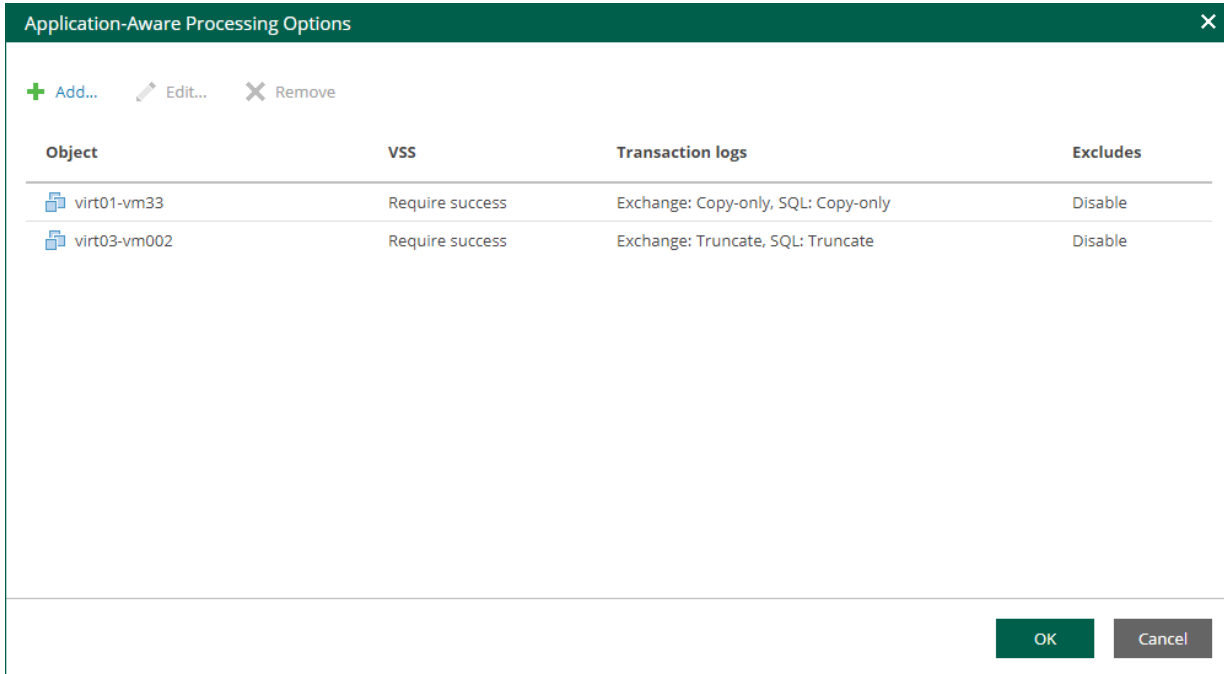 Application-Aware Processing Options
Add... Edit... Remove
Object VSS Transaction logs Excludes
virt01-vm33 Require success Exchange: Copy-only, SQL: Copy-only Disable
virt03-vm002 Require success Exchange: Truncate, SQL: Truncate Disable
OK Cancel